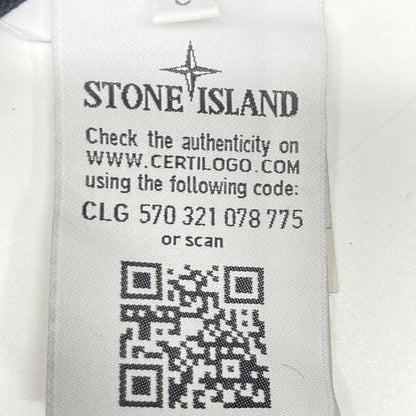 STONE ISLAND
Check the authenticity on
WWW.CERTILOGO.COM
using the following code:
CLG 570 321 078 775
or scan